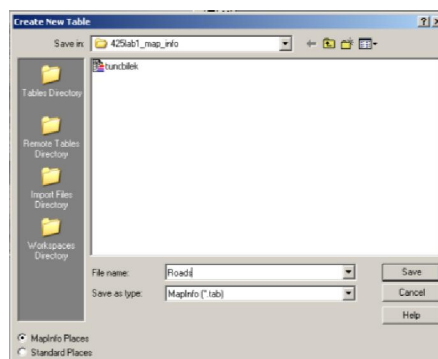 Create New Table
Save in:
425lab1_map_info
Tables Directory
Remote Tables
Directory
Import Files
Directory
Workspaces
Directory
tuncbilek
File name:
Roads
Save
Save as type:
MapInfo (*.tab)
Cancel
Help
MapInfo Places
Standard Places